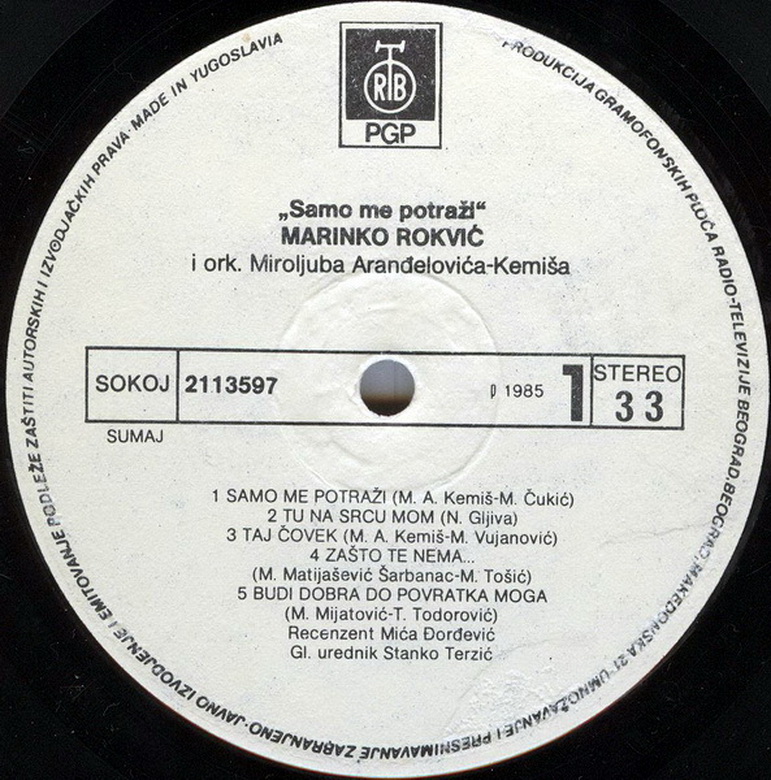 RTB
PGP
„Samo me potraži“
MARINKO ROKVIĆ
i ork. Miroljuba Aranđelovića-Kemiša
SOKOJ 2113597 ℗ 1985 1 STEREO
33
SUMAJ
1 SAMO ME POTRAŽI (M. A. Kemiš-M. Čukić)
2 TU NA SRCU MOM (N. Gljiva)
3 TAJ ČOVEK (M. A. Kemiš-M. Vujanović)
4 ZAŠTO TE NEMA...
(M. Matijašević Šarbanac-M. Tošić)
5 BUDI DOBRA DO POVRATKA MOGA
(M. Mijatović-T. Todorović)
Recenzent Mića Đorđević
Gl. urednik Stanko Terzić
PRODUKCIJA GRAMOFONSKIH PLOČA RADIO-TELEVIZIJE BEOGRAD, BEOGRAD, MAKEDONSKA 21·UMNOŽAVANJE I PRESNIMAVANJE ZABRANJENO·JAVNO IZVODJENJE I EMITOVANJE PODLEŽE ZAŠTITI AUTORSKIH I IZVODJAČKIH PRAVA·MADE IN YUGOSLAVIA